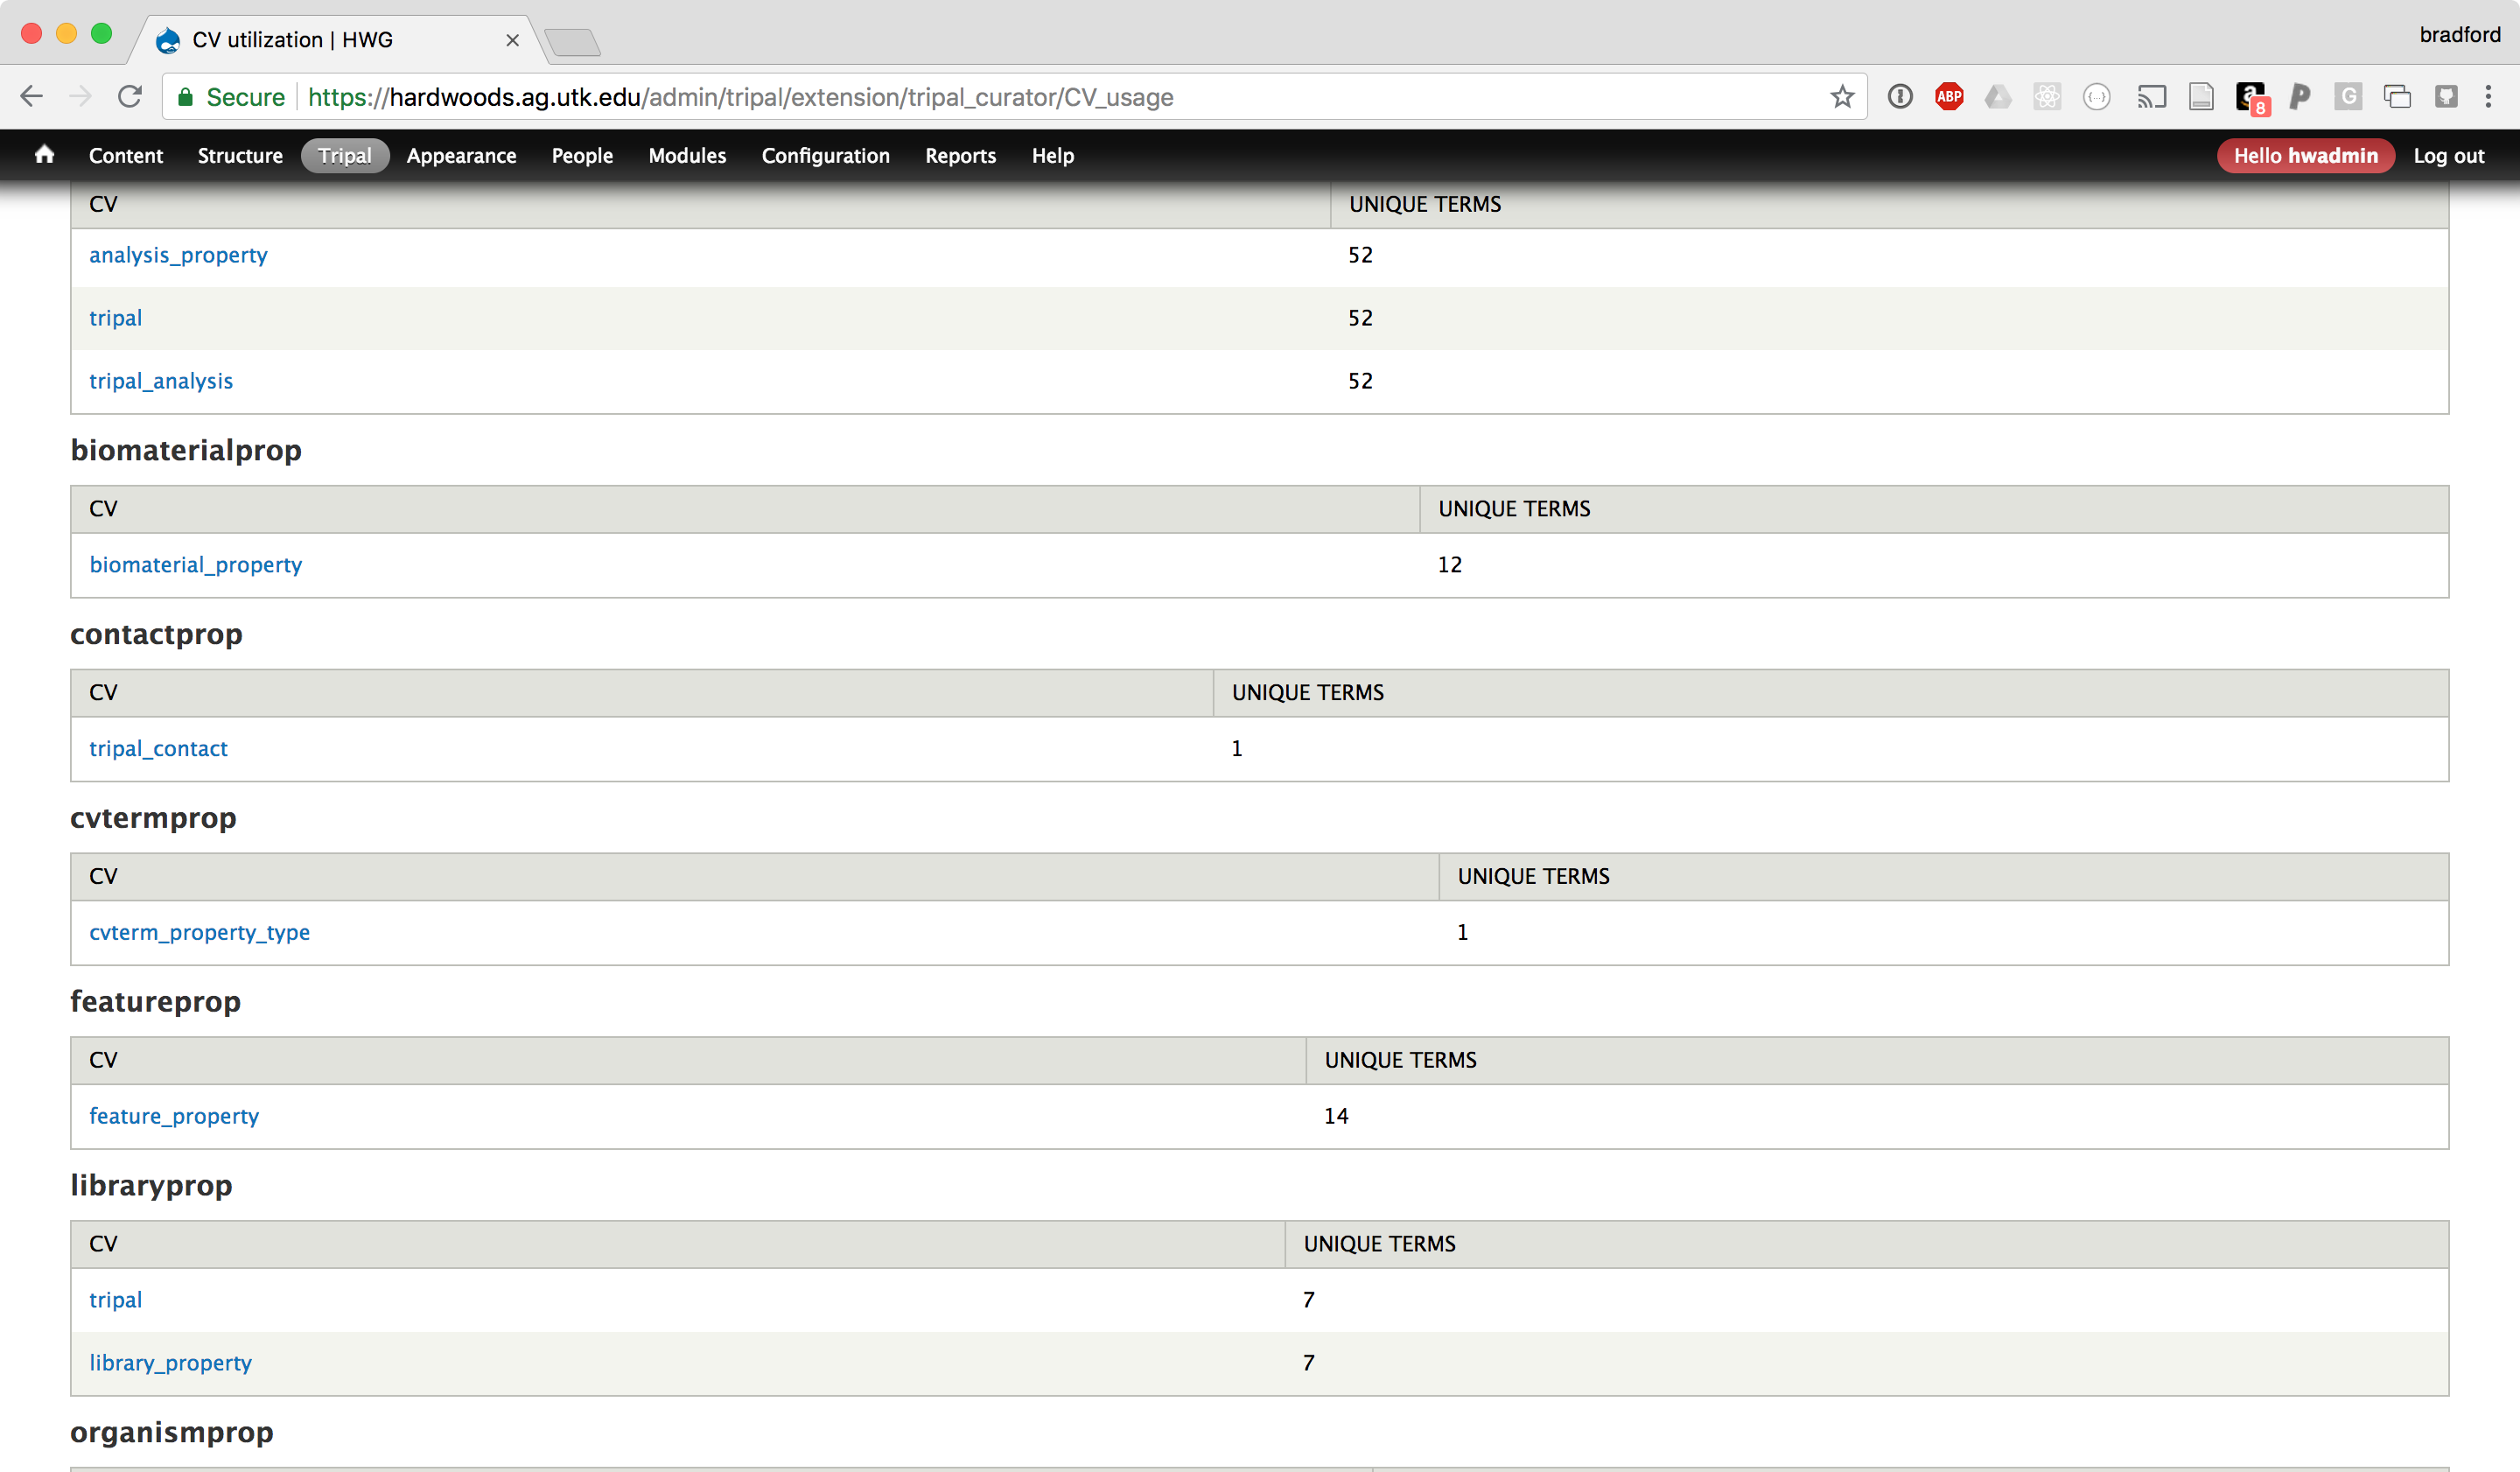 CV utilization | HWG
bradford
Secure https://hardwoods.ag.utk.edu/admin/tripal/extension/tripal_curator/CV_usage
ABP {...} a 8 P G
Content Structure Tripal Appearance People Modules Configuration Reports Help Hello hwadmin Log out
CV UNIQUE TERMS
analysis_property 52
tripal 52
tripal_analysis 52
biomaterialprop
CV UNIQUE TERMS
biomaterial_property 12
contactprop
CV UNIQUE TERMS
tripal_contact 1
cvtermprop
CV UNIQUE TERMS
cvterm_property_type 1
featureprop
CV UNIQUE TERMS
feature_property 14
libraryprop
CV UNIQUE TERMS
tripal 7
library_property 7
organismprop